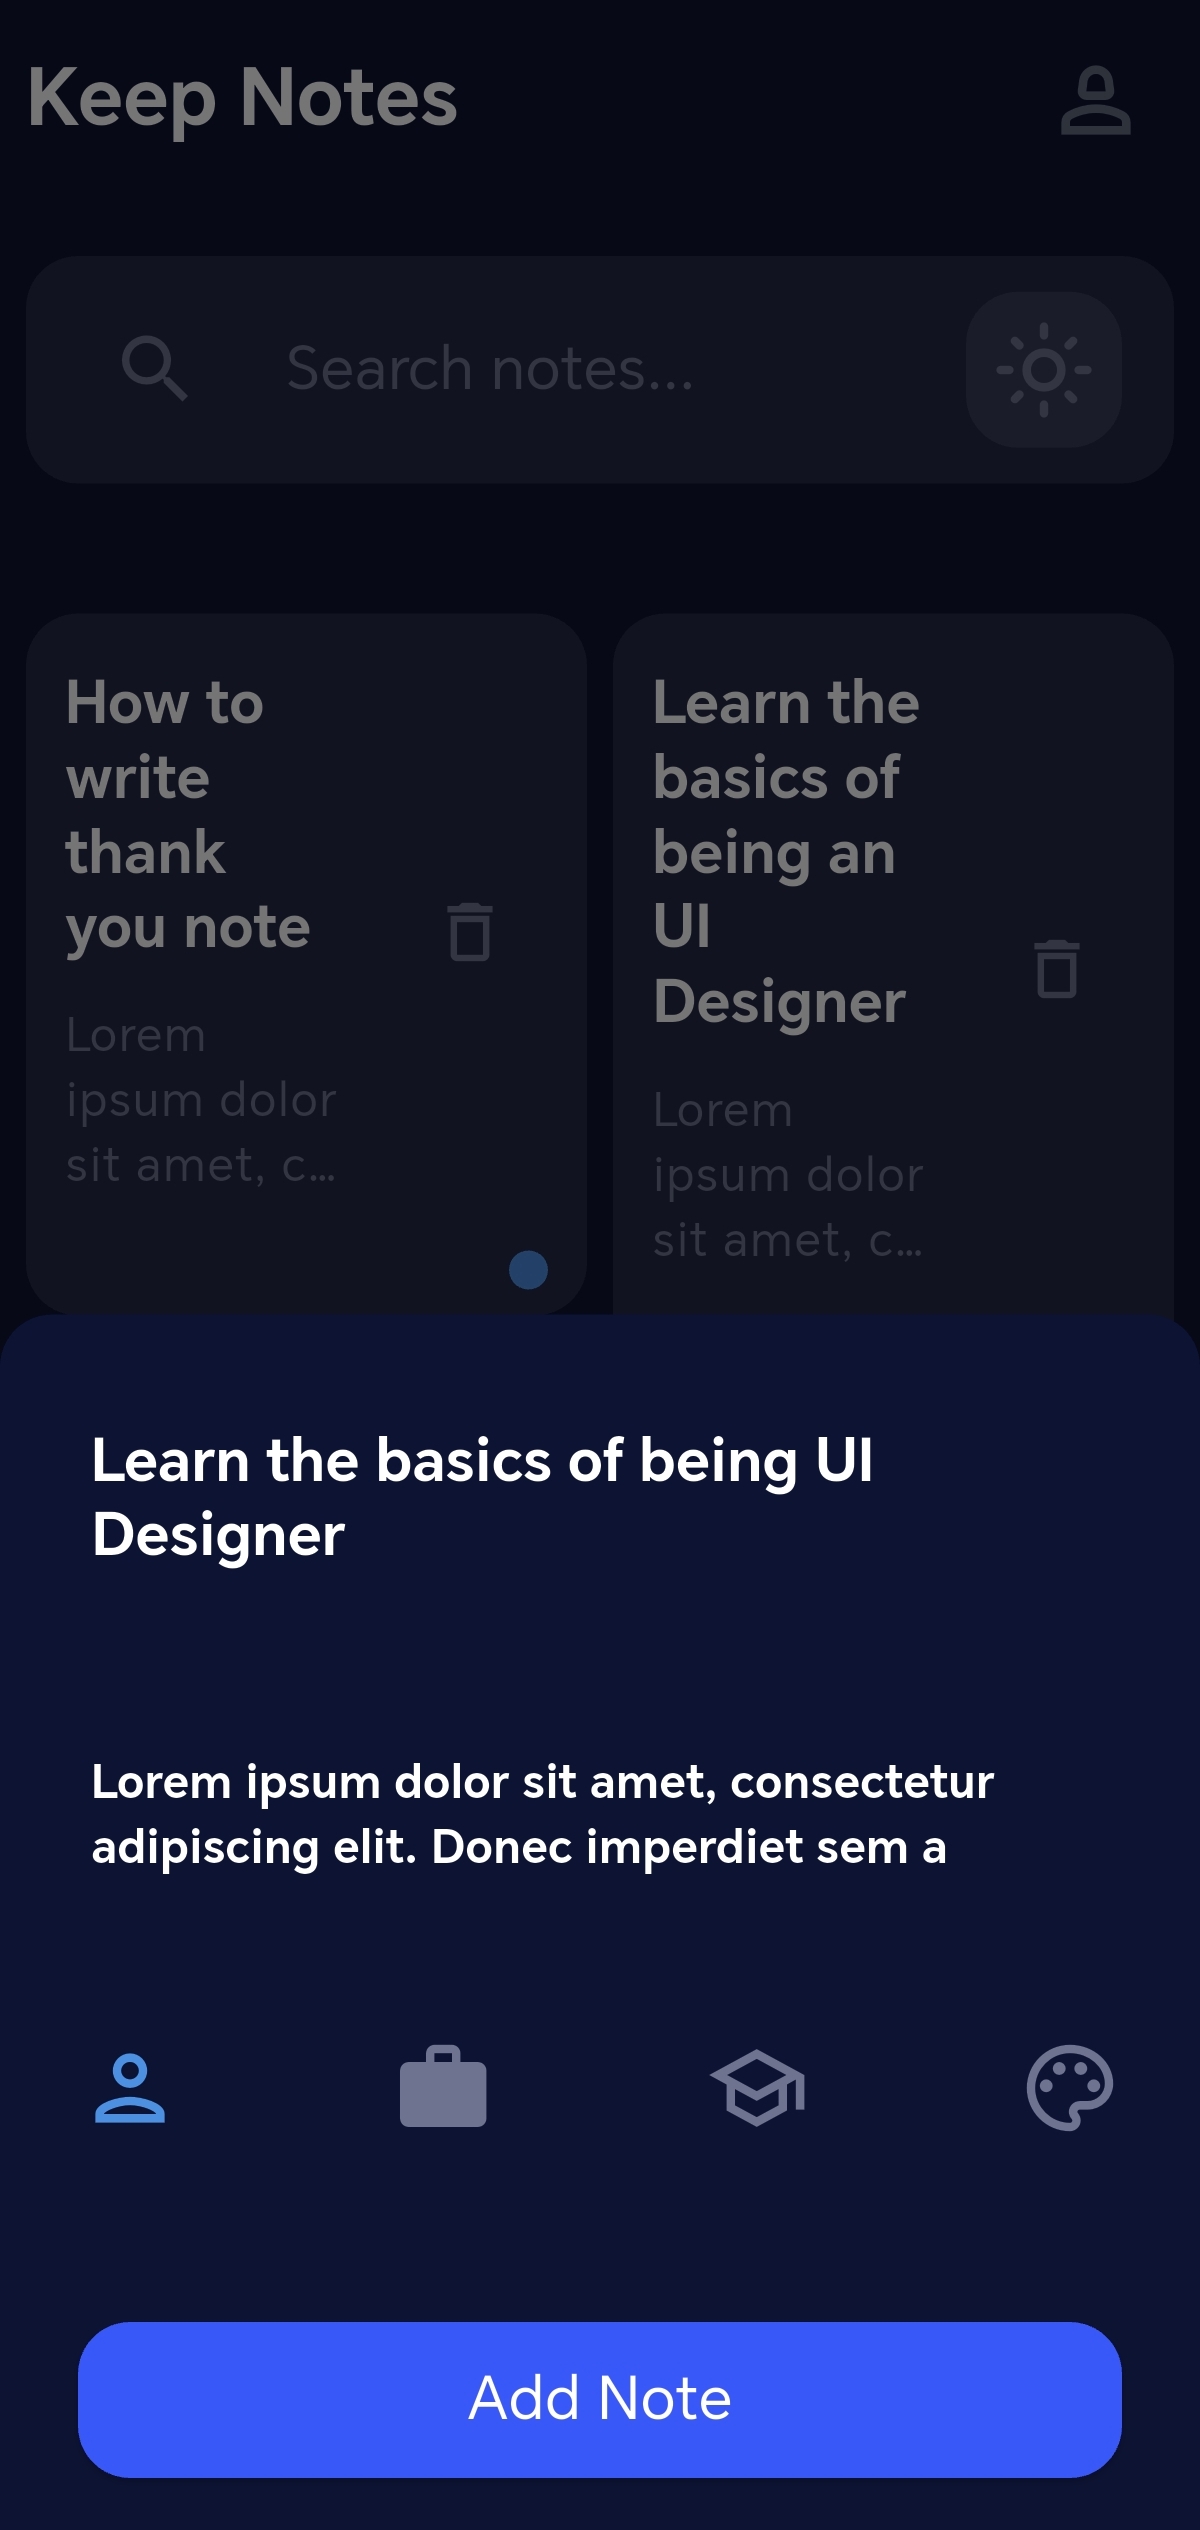 Keep Notes
Search notes...
How to
write
thank
you note
Lorem
ipsum dolor
sit amet, c...
Learn the
basics of
being an
UI
Designer
Lorem
ipsum dolor
sit amet, c...
Learn the basics of being UI
Designer
Lorem ipsum dolor sit amet, consectetur
adipiscing elit. Donec imperdiet sem a
Add Note